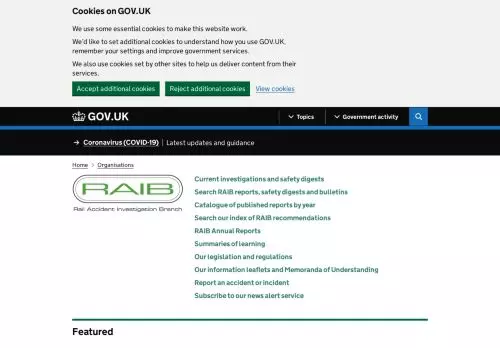 Cookies on GOV.UK
We use some essential cookies to make this website work.
We'd like to set additional cookies to understand how you use GOV.UK,
remember your settings and improve government services.
We also use cookies set by other sites to help us deliver content from their
services.
Accept additional cookies Reject additional cookies View cookies
GOV.UK Topics Government activity
Coronavirus (COVID-19) Latest updates and guidance
Home Organisations
RAIB
Rail Accident Investigation Branch
Current investigations and safety digests
Search RAIB reports, safety digests and bulletins
Catalogue of published reports by year
Search our index of RAIB recommendations
RAIB Annual Reports
Summaries of learning
Our legislation and regulations
Our information leaflets and Memoranda of Understanding
Report an accident or incident
Subscribe to our news alert service
Featured